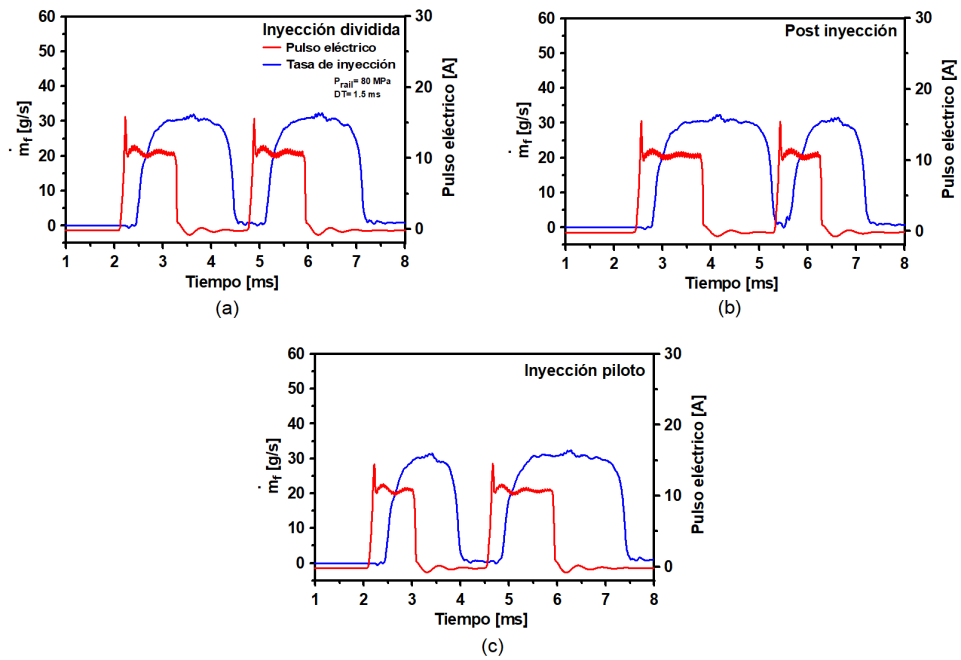 Inyección dividida
Pulso eléctrico
Tasa de inyección
P_rail= 80 MPa
DT= 1.5 ms
ṁ_f [g/s]
60
50
40
30
20
10
0
Pulso eléctrico [A]
30
20
10
0
1 2 3 4 5 6 7 8
Tiempo [ms]
(a)
Post inyección
ṁ_f [g/s]
60
50
40
30
20
10
0
Pulso eléctrico [A]
30
20
10
0
1 2 3 4 5 6 7 8
Tiempo [ms]
(b)
Inyección piloto
ṁ_f [g/s]
60
50
40
30
20
10
0
Pulso eléctrico [A]
30
20
10
0
1 2 3 4 5 6 7 8
Tiempo [ms]
(c)